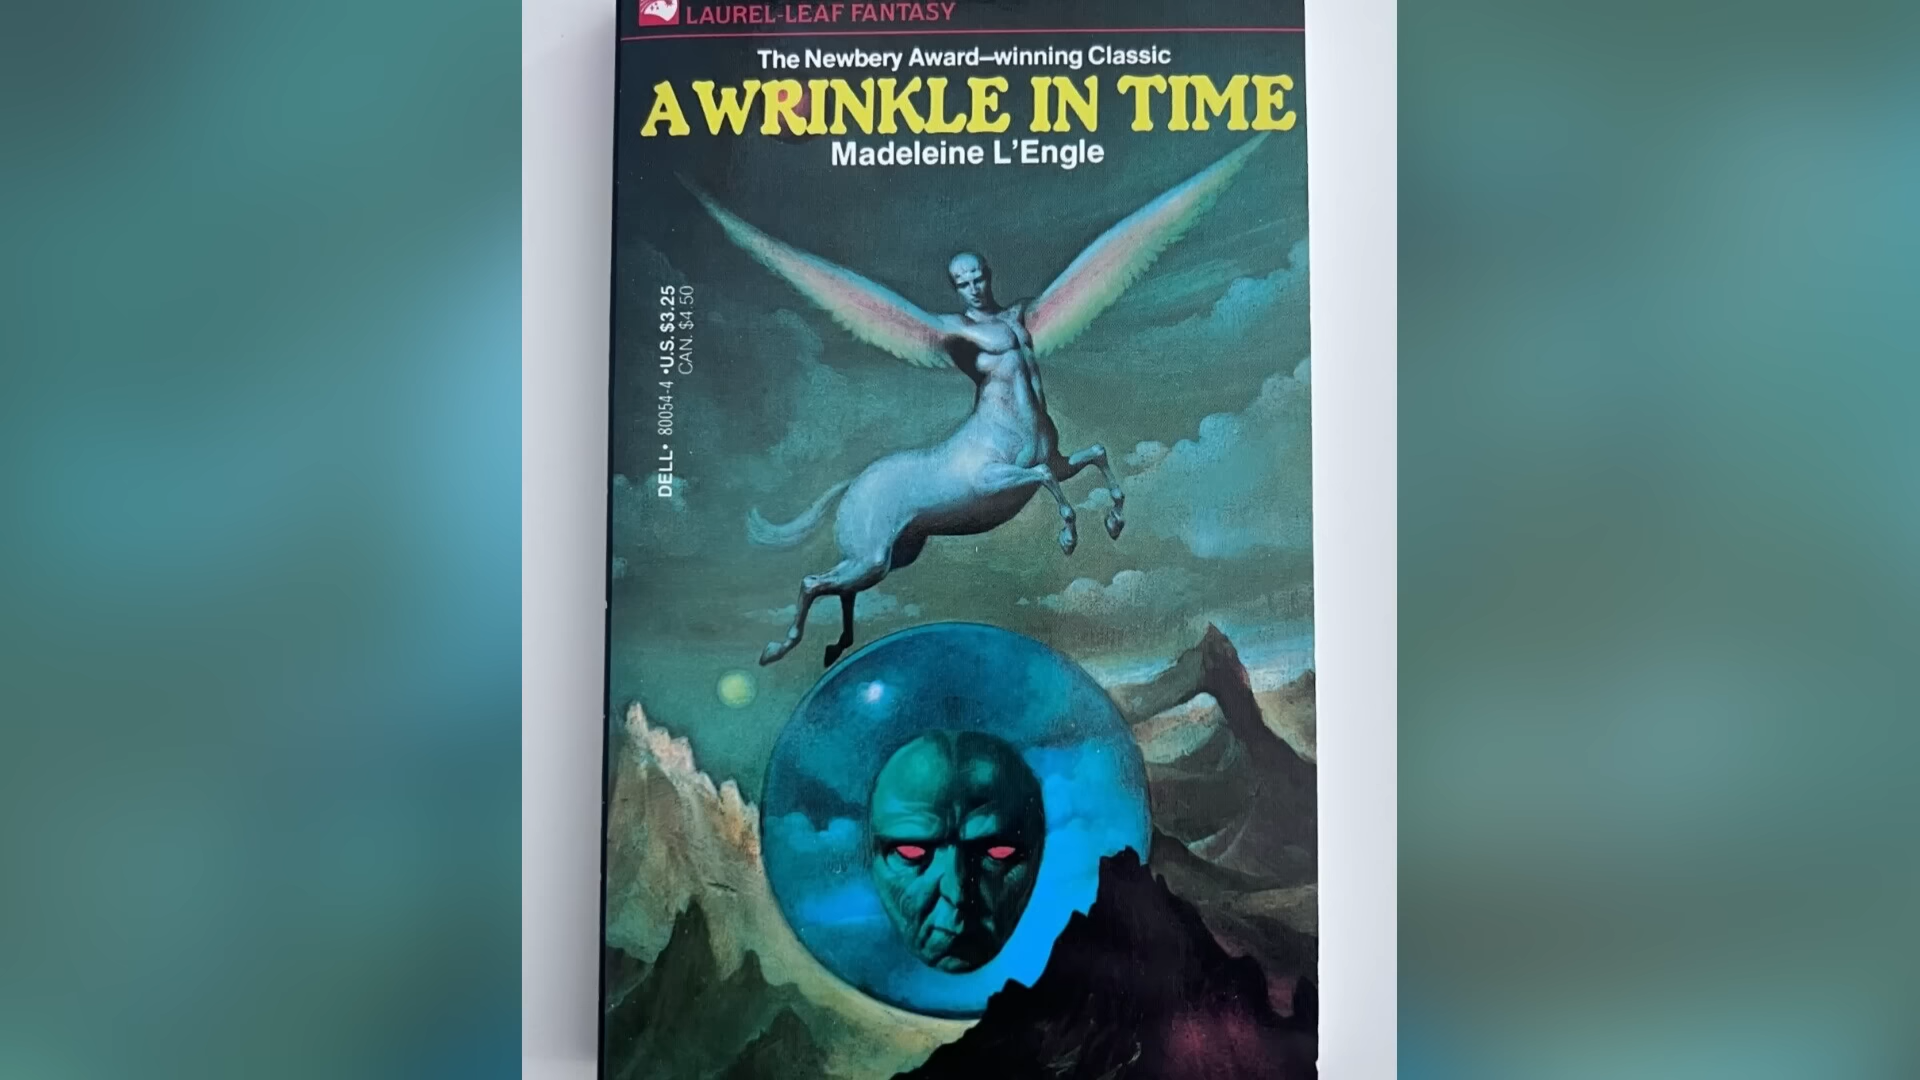 LAUREL-LEAF FANTASY
The Newbery Award—winning Classic
A WRINKLE IN TIME
Madeleine L'Engle
DELL• 80054-4 •U.S. $3.25
CAN. $4.50